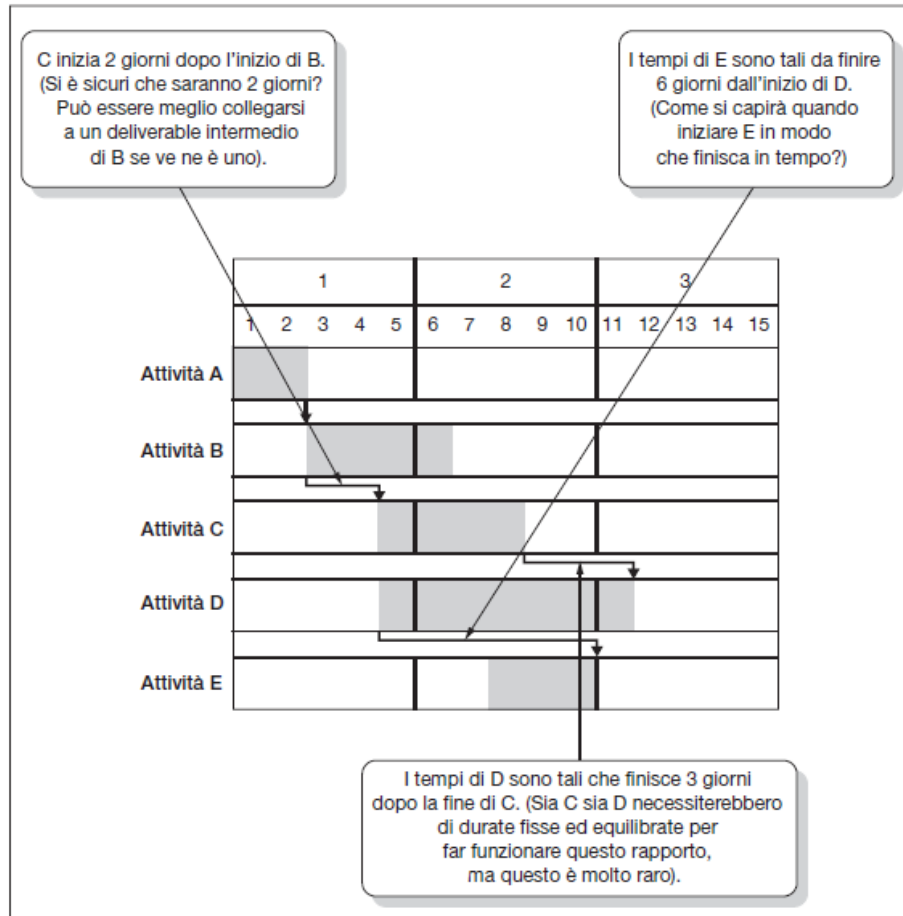 C inizia 2 giorni dopo l'inizio di B.
(Si è sicuri che saranno 2 giorni?
Può essere meglio collegarsi
a un deliverable intermedio
di B se ve ne è uno).
I tempi di E sono tali da finire
6 giorni dall'inizio di D.
(Come si capirà quando
iniziare E in modo
che finisca in tempo?)
1 2 3
1 2 3 4 5 6 7 8 9 10 11 12 13 14 15
Attività A
Attività B
Attività C
Attività D
Attività E
I tempi di D sono tali che finisce 3 giorni
dopo la fine di C. (Sia C sia D necessiterebbero
di durate fisse ed equilibrate per
far funzionare questo rapporto,
ma questo è molto raro).